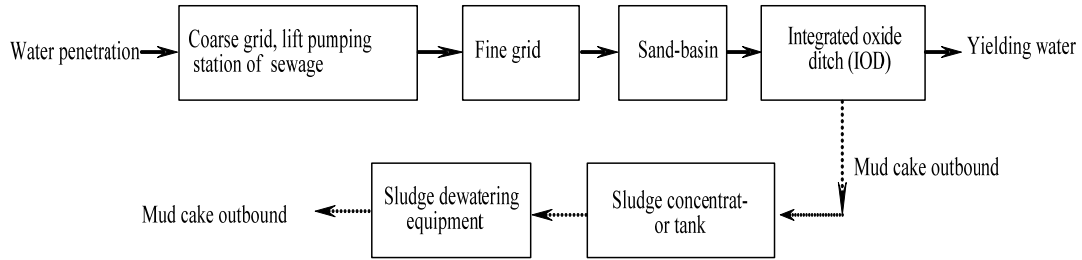 Water penetration
Coarse grid, lift pumping
station of sewage
Fine grid
Sand-basin
Integrated oxide
ditch (IOD)
Yielding water
Mud cake outbound
Sludge concentrat-
or tank
Sludge dewatering
equipment
Mud cake outbound